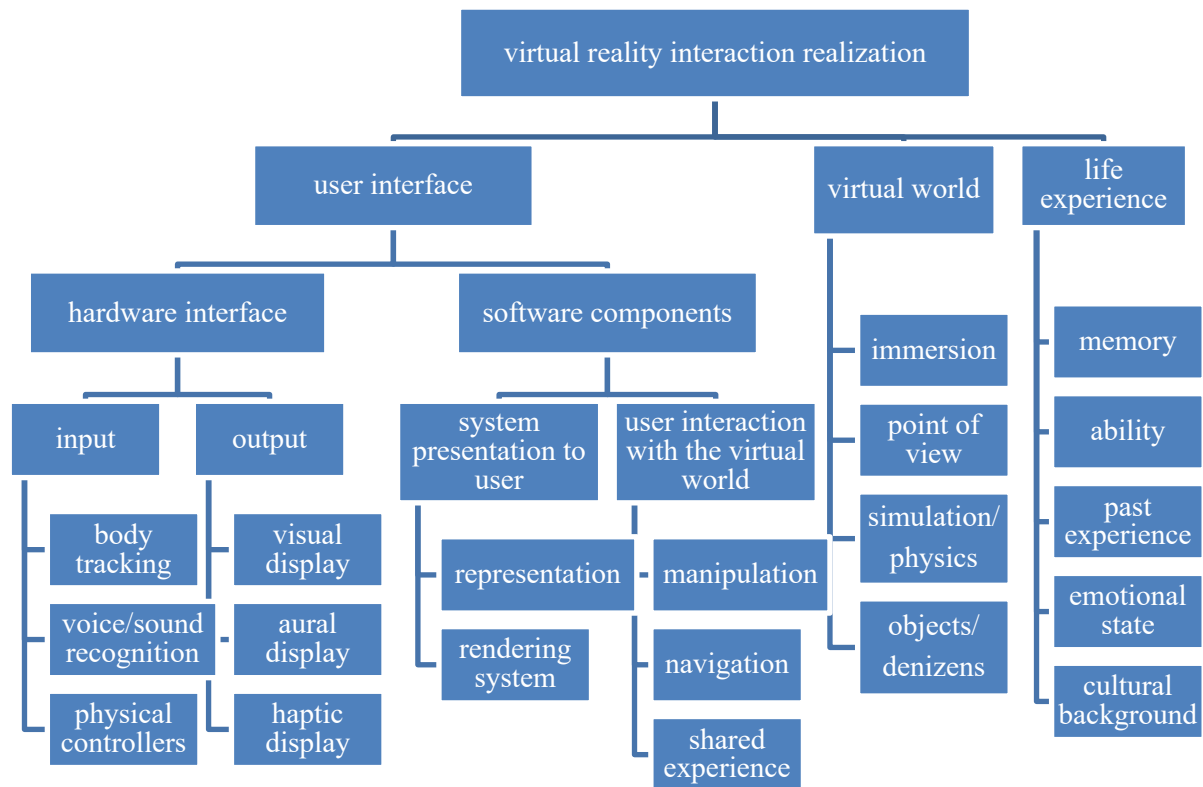 virtual reality interaction realization
user interface
virtual world
life
experience
hardware interface
software components
input
output
system
presentation to
user
user interaction
with the virtual
world
body
tracking
voice/sound
recognition
physical
controllers
visual
display
aural
display
haptic
display
representation
rendering
system
manipulation
navigation
shared
experience
immersion
point of
view
simulation/
physics
objects/
denizens
memory
ability
past
experience
emotional
state
cultural
background